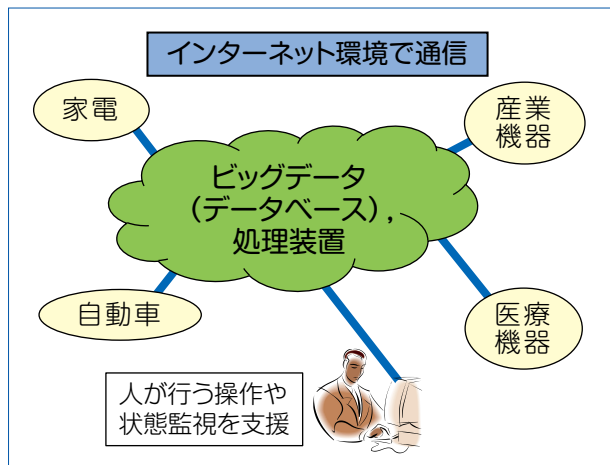 インターネット環境で通信
家電
産業
機器
ビッグデータ
（データベース），
処理装置
自動車
医療
機器
人が行う操作や
状態監視を支援